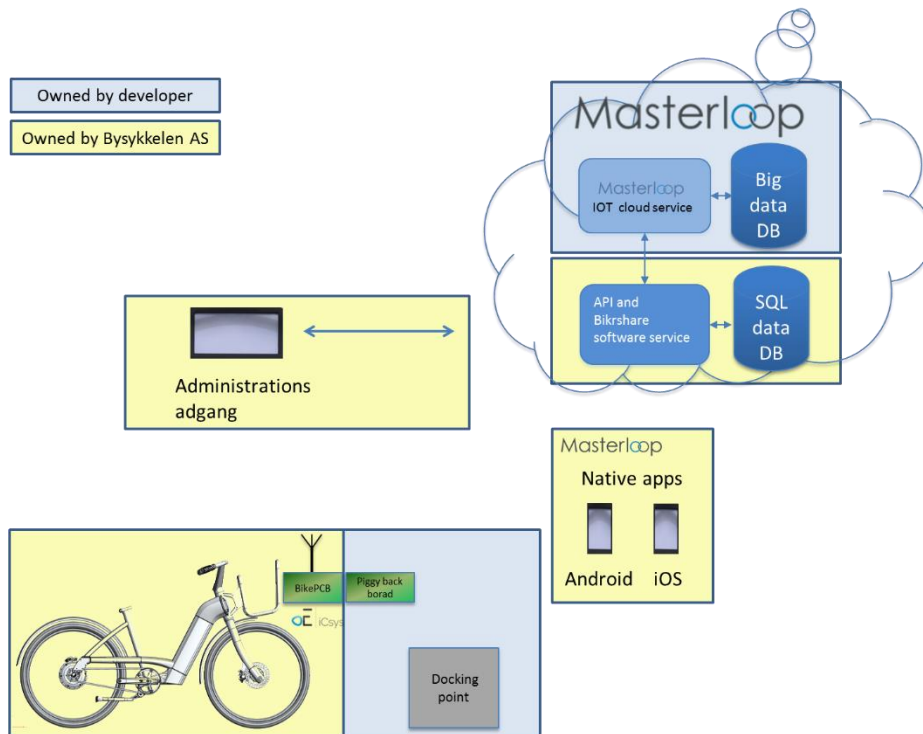 Owned by developer
Owned by Bysykkelen AS
Masterloop
Masterloop
IOT cloud service
Big
data
DB
API and
Bikrshare
software service
SQL
data
DB
Administrations
adgang
Masterloop
Native apps
Android
iOS
BikePCB
Piggy back
borad
iCsys
Docking
point